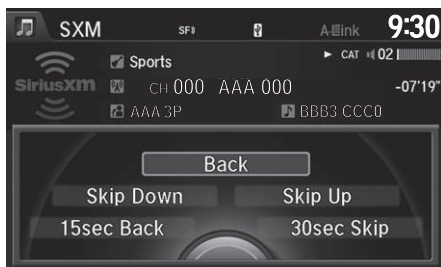 SXM SF A-Link 9:30
Sports CAT 02
SiriusXM CH 000 AAA 000 -07'19"
AAA 3P BBB3 CCC0
Back
Skip Down Skip Up
15sec Back 30sec Skip